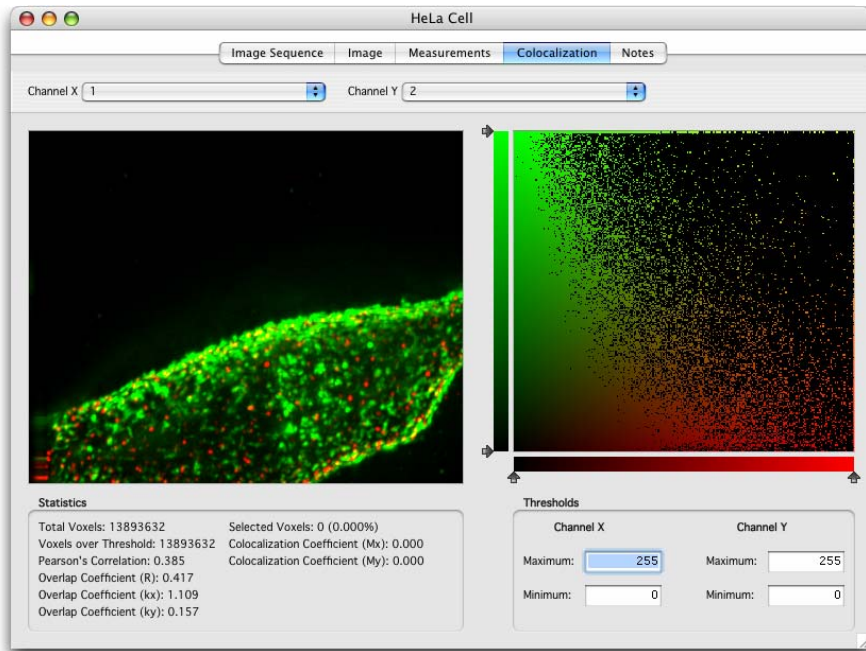 HeLa Cell
Image Sequence Image Measurements Colocalization Notes
Channel X 1 Channel Y 2
Statistics
Total Voxels: 13893632 Selected Voxels: 0 (0.000%)
Voxels over Threshold: 13893632 Colocalization Coefficient (Mx): 0.000
Pearson's Correlation: 0.385 Colocalization Coefficient (My): 0.000
Overlap Coefficient (R): 0.417
Overlap Coefficient (kx): 1.109
Overlap Coefficient (ky): 0.157
Thresholds
Channel X Channel Y
Maximum: 255 Maximum: 255
Minimum: 0 Minimum: 0